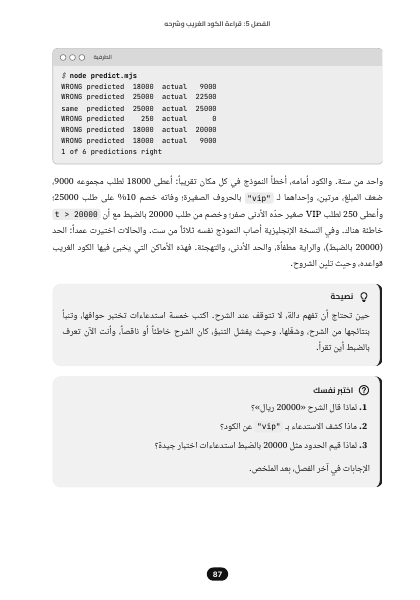 الفصل 5: قراءة الكود الغريب وشرحه
الطرفية
$ node predict.mjs
WRONG predicted 18000 actual 9000
WRONG predicted 25000 actual 22500
same predicted 25000 actual 25000
WRONG predicted 250 actual 0
WRONG predicted 18000 actual 20000
WRONG predicted 18000 actual 9000
1 of 6 predictions right
واحد من ستة. والكود أمامه، أخطأ النموذج في كل مكان تقريباً: أعطى 18000 لطلب مجموعه 9000،
ضعف المبلغ، مرتين، وإحداهما لـ "vip" بالحروف الصغيرة؛ وفاته خصم 10% على طلب 25000؛
وأعطى 250 لطلب VIP صغير حدّه الأدنى صفر؛ وخصم من طلب 20000 بالضبط مع أن t > 20000
خاطئة هناك. وفي النسخة الإنجليزية أصاب النموذج نفسه ثلاثاً من ست. والحالات اختيرت عمداً: الحد
(20000 بالضبط)، والراية مطفأة، والحد الأدنى، والتهجئة. فهذه الأماكن التي يخبئ فيها الكود الغريب
قواعده، وحيث تلين الشروح.
نصيحة
حين تحتاج أن تفهم دالة، لا تتوقف عند الشرح. اكتب خمسة استدعاءات تختبر حوافها، وتنبأ
بنتائجها من الشرح، وشغّلها. وحيث يفشل التنبؤ، كان الشرح خاطئاً أو ناقصاً، وأنت الآن تعرف
بالضبط أين تقرأ.
اختبر نفسك
1. لماذا قال الشرح «20000 ريال»؟
2. ماذا كشف الاستدعاء بـ "vip" عن الكود؟
3. لماذا قيم الحدود مثل 20000 بالضبط استدعاءات اختبار جيدة؟
الإجابات في آخر الفصل، بعد الملخص.
87